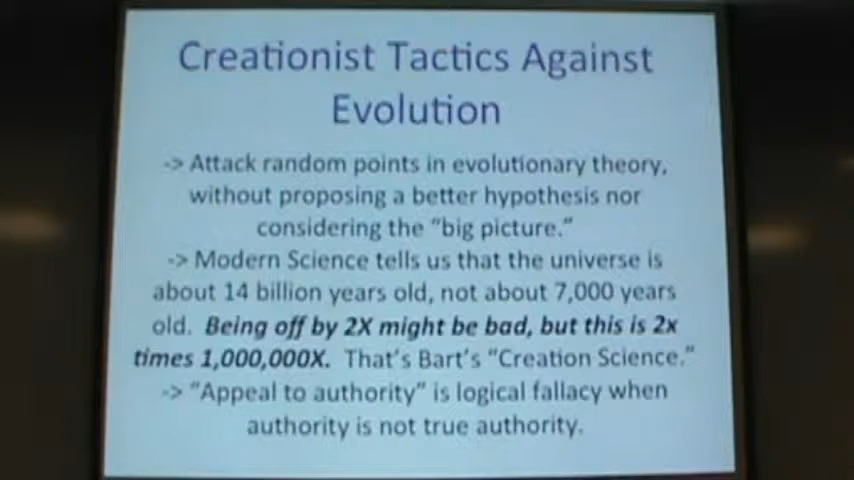 Creationist Tactics Against
Evolution
-> Attack random points in evolutionary theory,
without proposing a better hypothesis nor
considering the "big picture."
-> Modern Science tells us that the universe is
about 14 billion years old, not about 7,000 years
old. Being off by 2X might be bad, but this is 2x
times 1,000,000X. That's Bart's "Creation Science."
-> "Appeal to authority" is logical fallacy when
authority is not true authority.